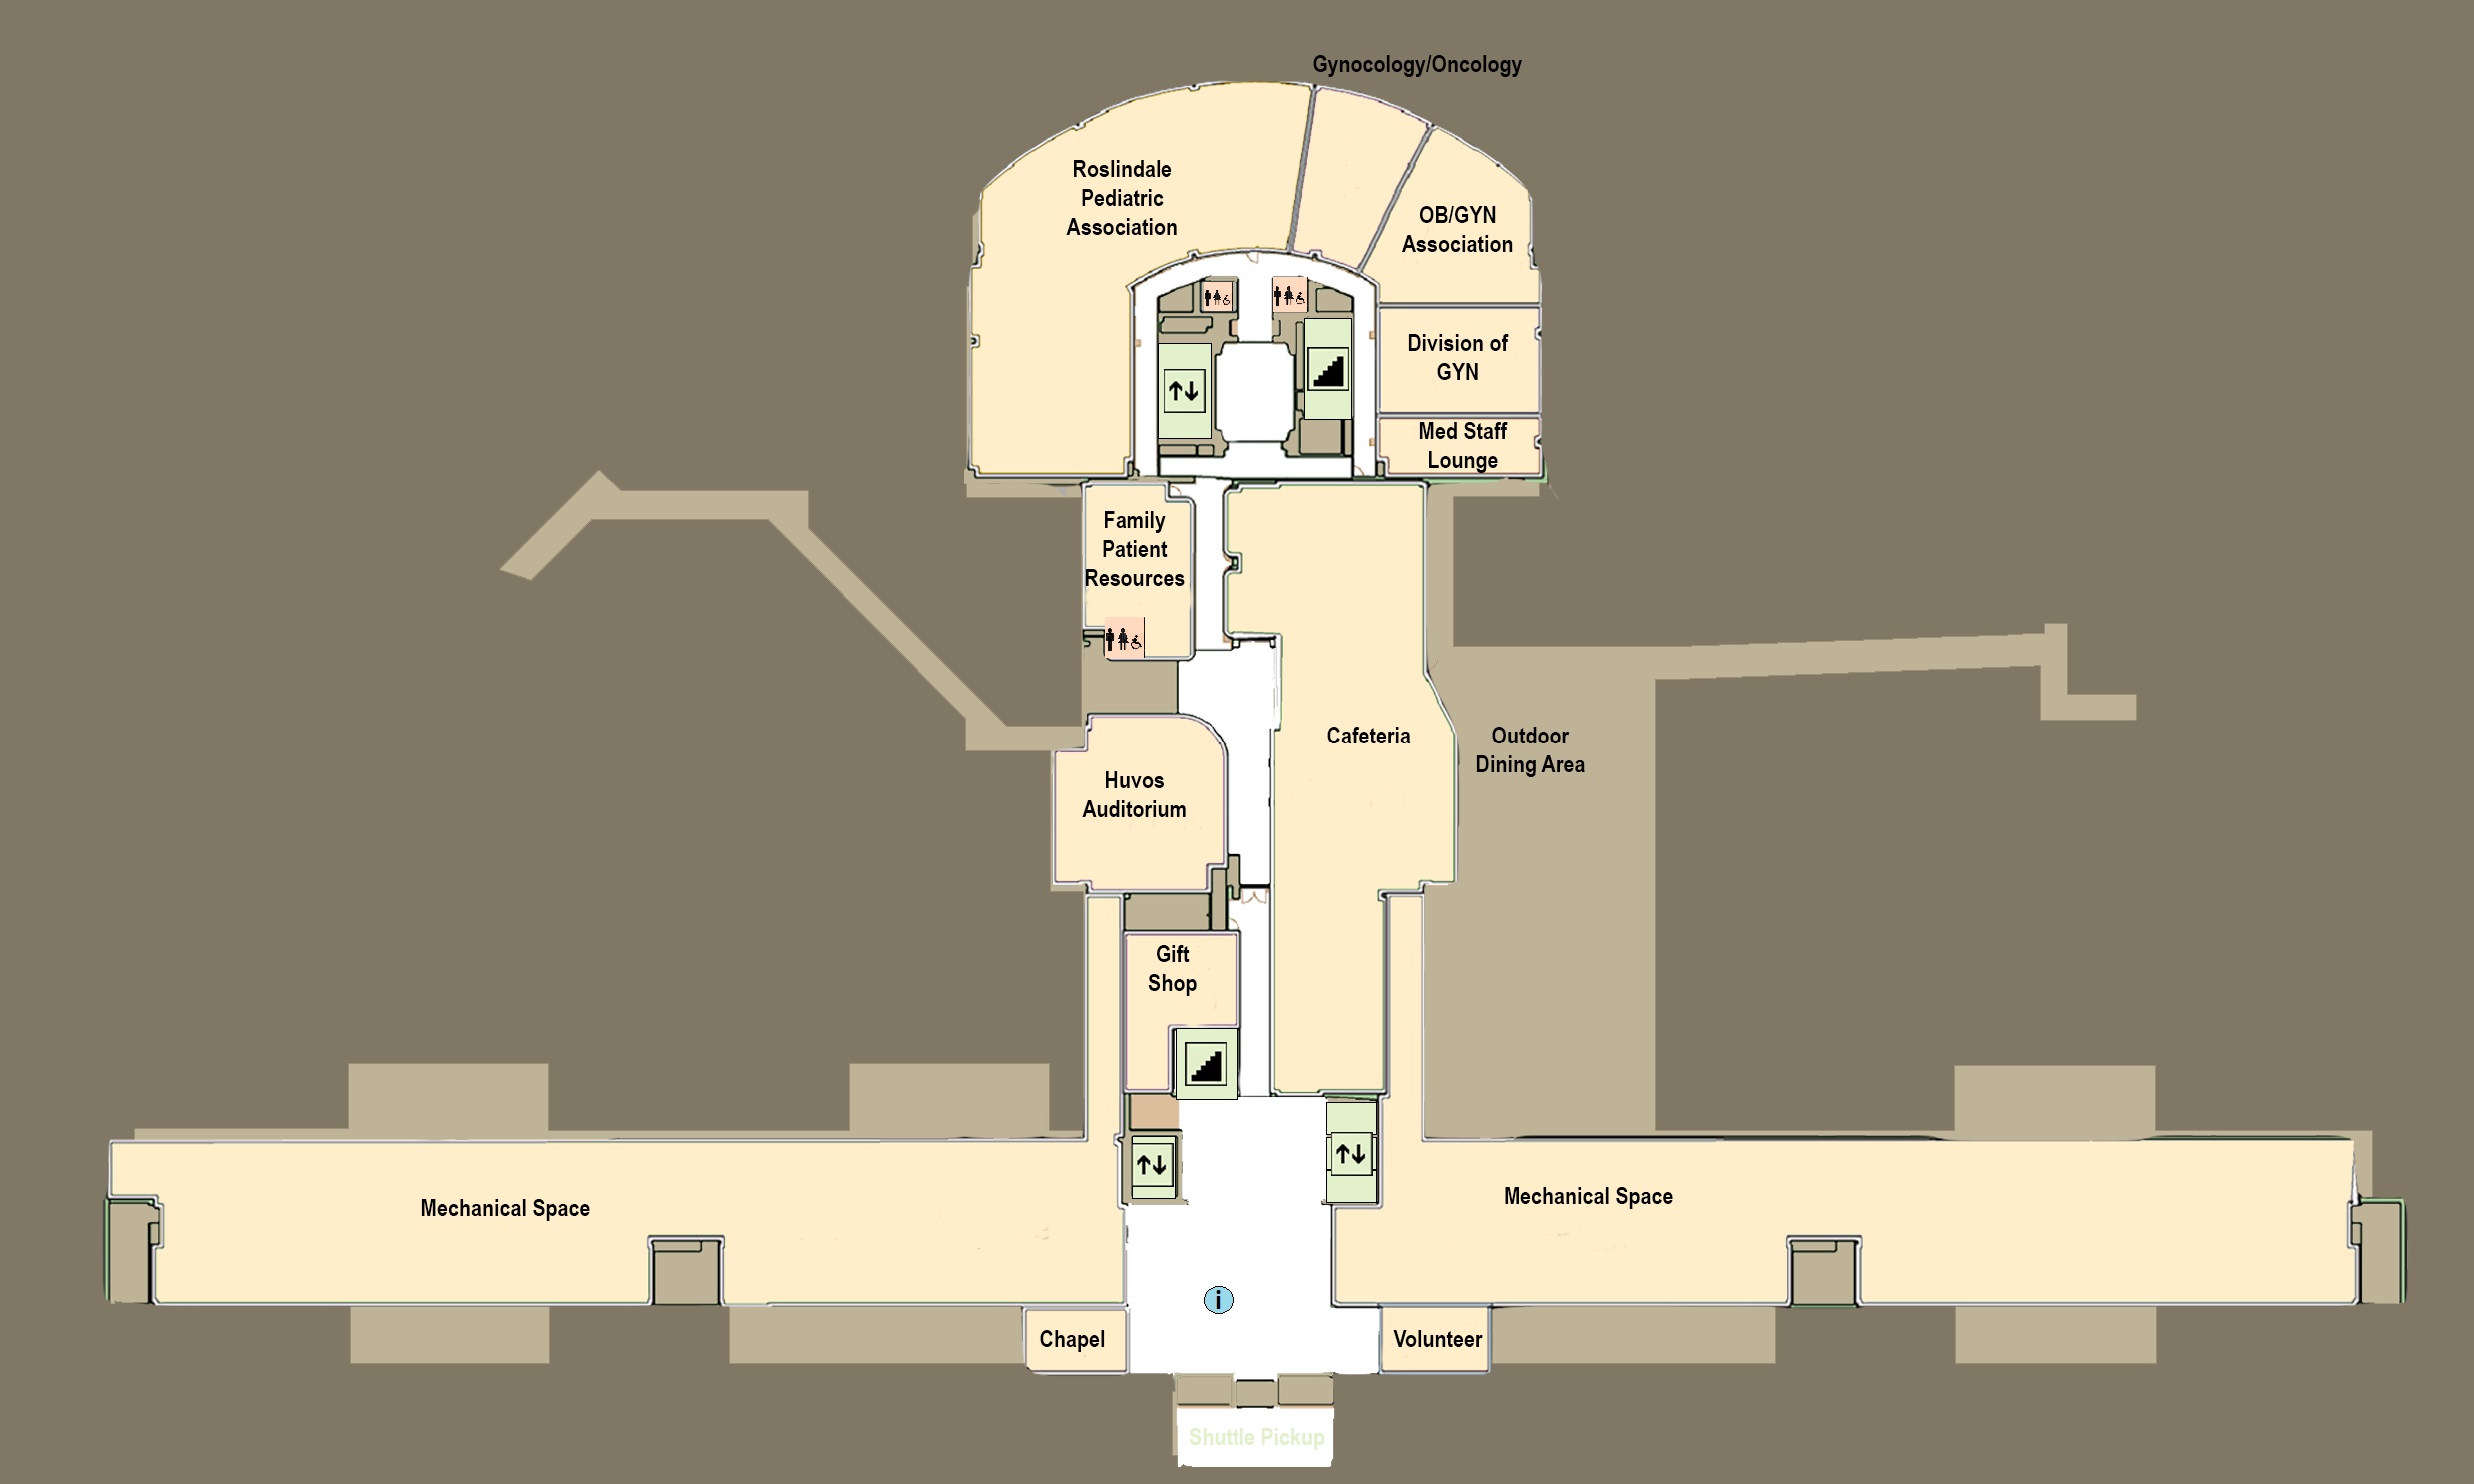 Gynocology/Oncology
Roslindale
Pediatric
Association
OB/GYN
Association
Division of
GYN
Med Staff
Lounge
Family
Patient
Resources
Cafeteria
Outdoor
Dining Area
Huvos
Auditorium
Gift
Shop
Mechanical Space
Mechanical Space
i
Chapel
Volunteer
Shuttle Pickup